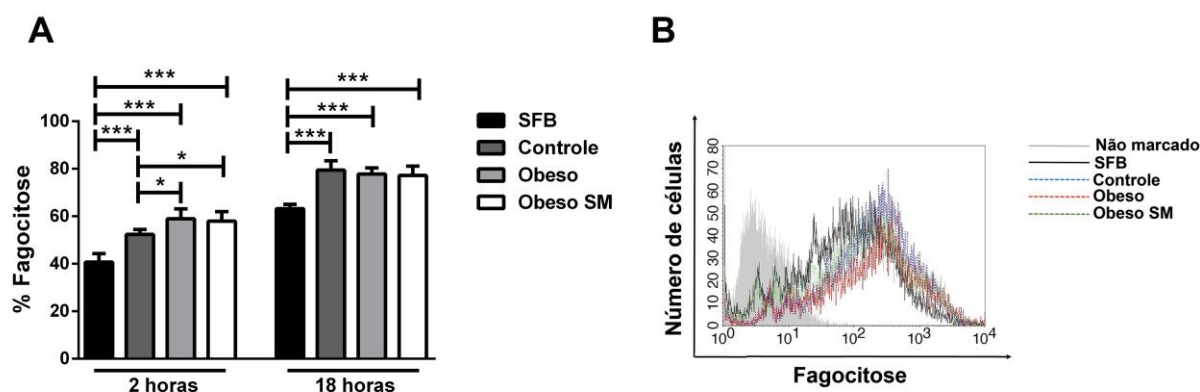 A
***
***
***
***
***
***
*
*
% Fagocitose
100
80
60
40
20
0
2 horas
18 horas
SFB
Controle
Obeso
Obeso SM
B
Número de células
0 10 20 30 40 50 60 70 80
10^0 10^1 10^2 10^3 10^4
Fagocitose
Não marcado
SFB
Controle
Obeso
Obeso SM